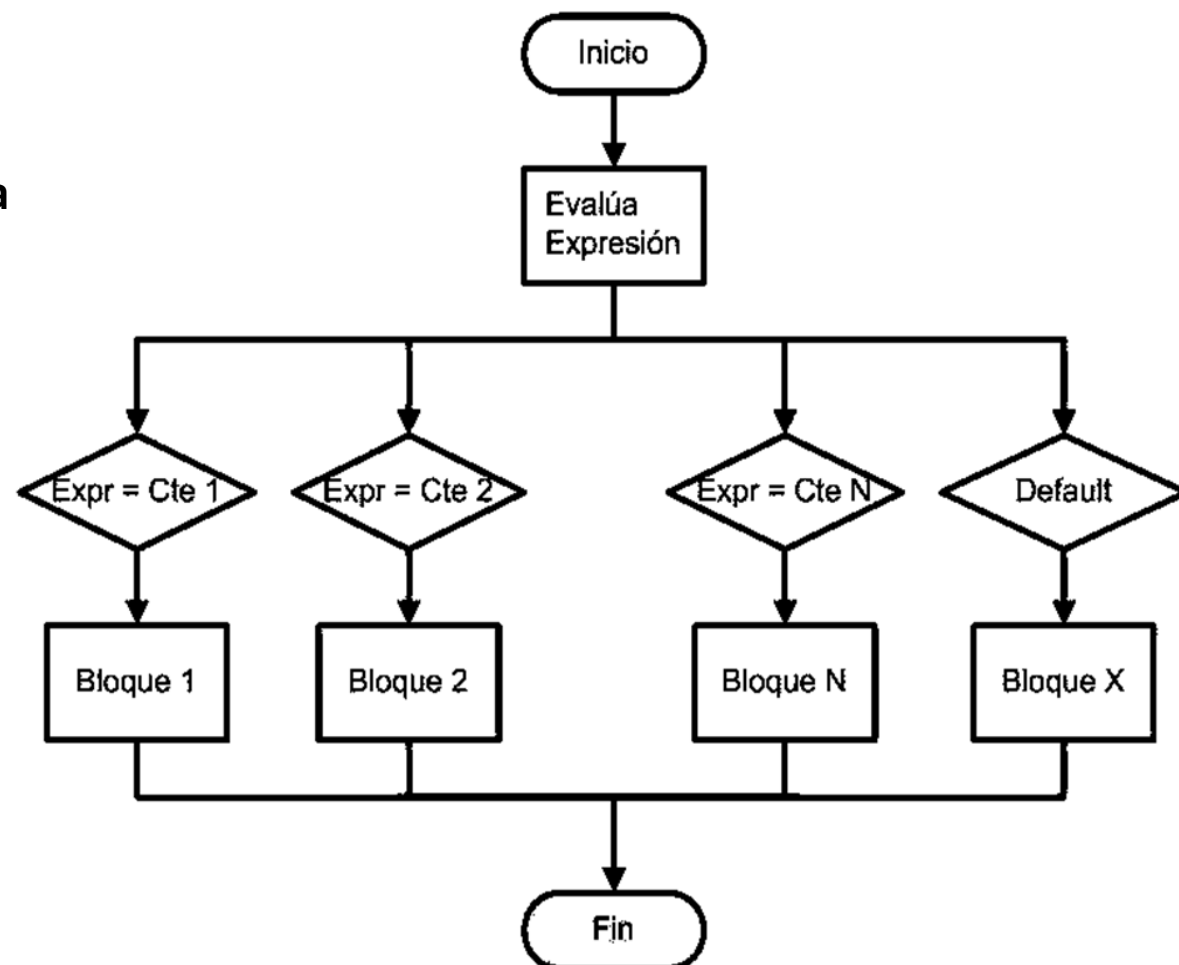 Inicio
a
Evalúa
Expresión
Expr = Cte 1
Expr = Cte 2
Expr = Cte N
Default
Bloque 1
Bloque 2
Bloque N
Bloque X
Fin